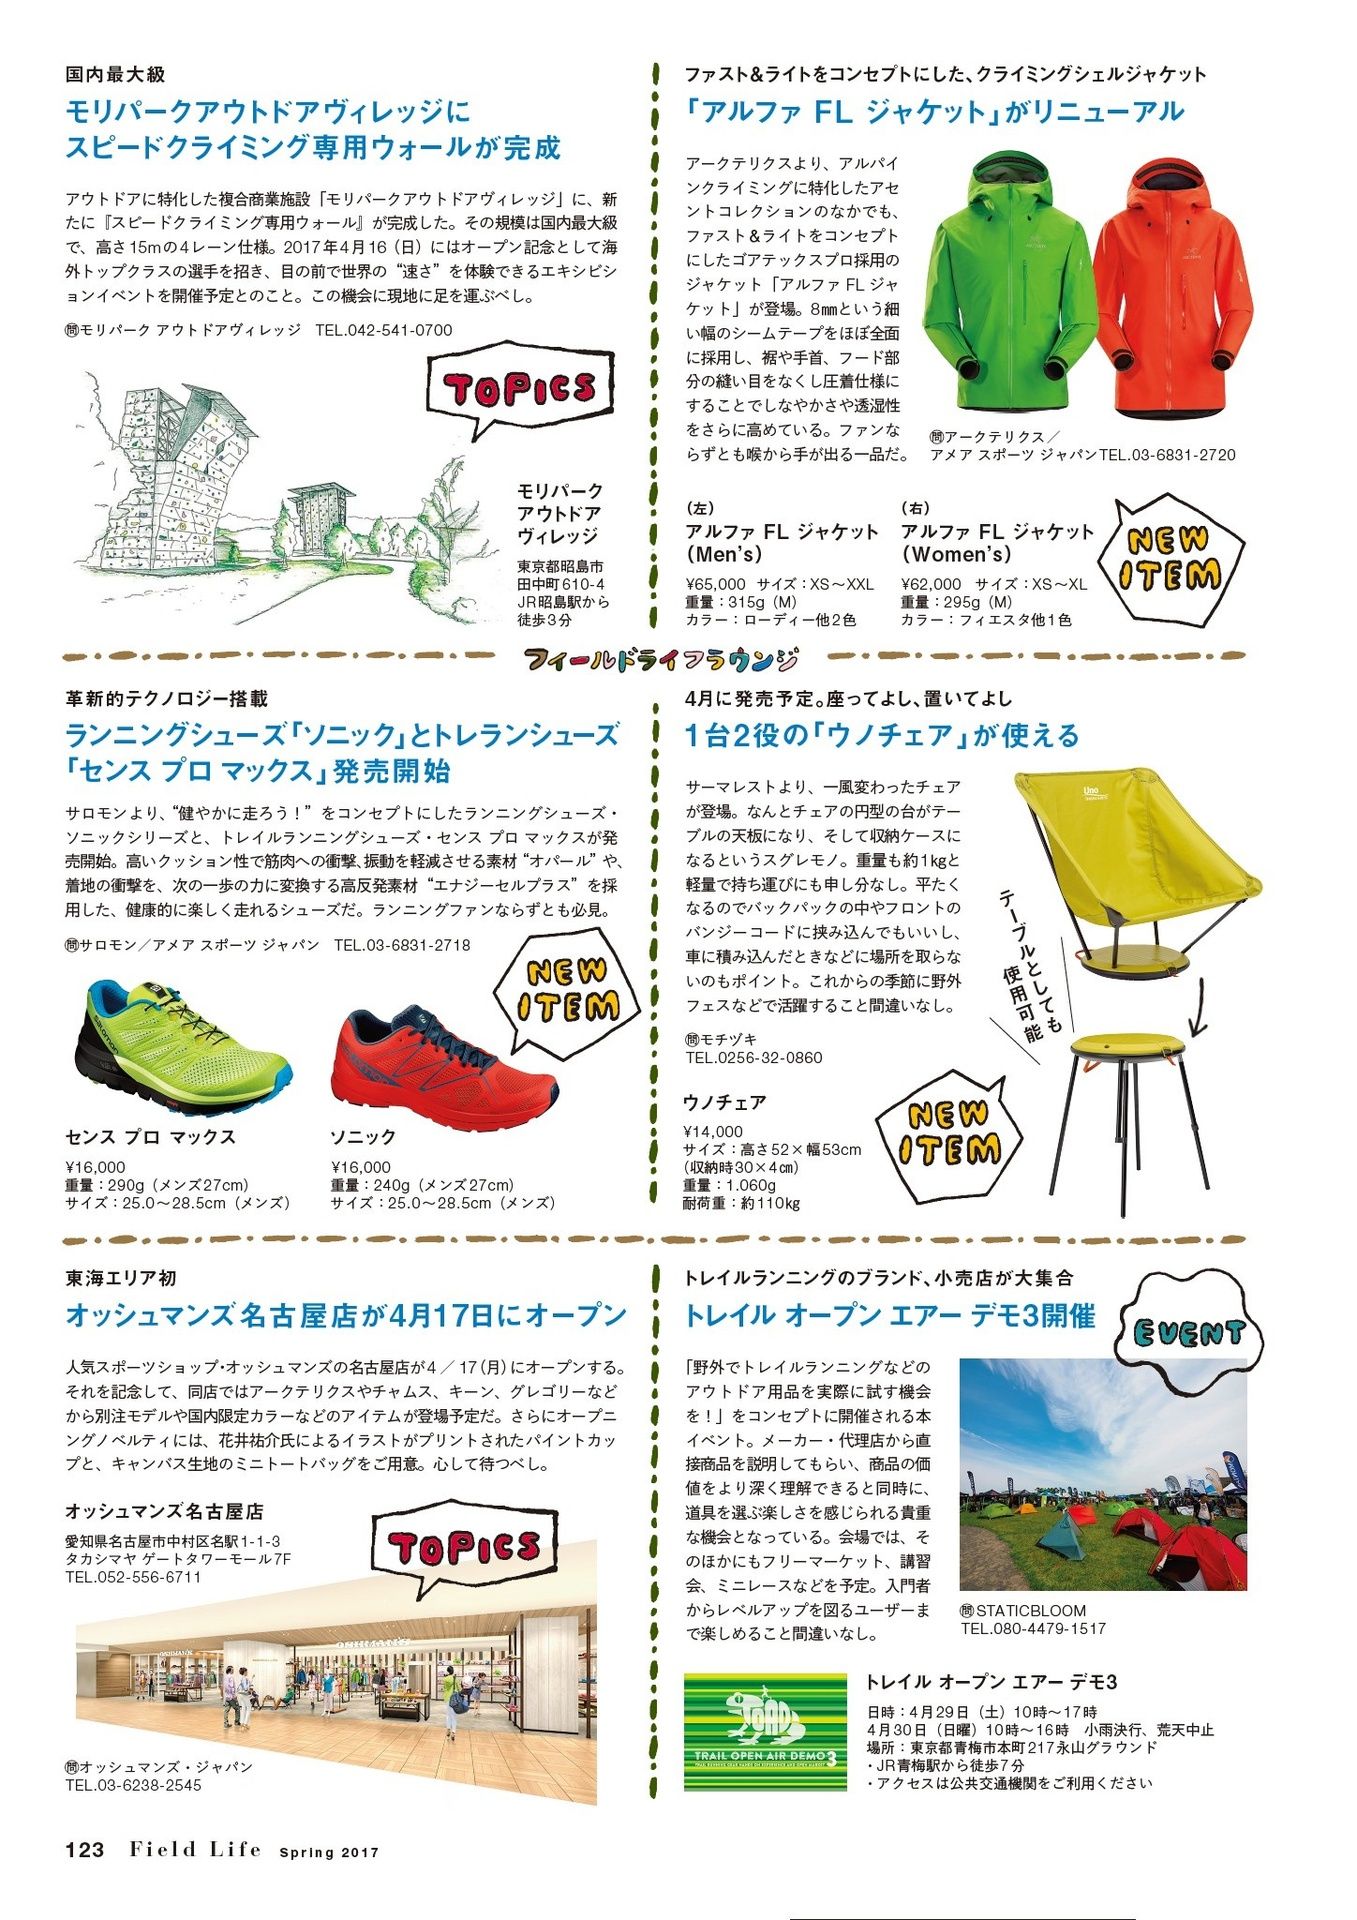 国内最大級
モリパークアウトドアヴィレッジに
スピードクライミング専用ウォールが完成
アウトドアに特化した複合商業施設「モリパークアウトドアヴィレッジ」に、新
たに『スピードクライミング専用ウォール』が完成した。その規模は国内最大級
で、高さ15mの4レーン仕様。2017年4月16（日）にはオープン記念として海
外トップクラスの選手を招き、目の前で世界の“速さ”を体験できるエキシビシ
ョンイベントを開催予定とのこと。この機会に現地に足を運ぶべし。
㉄モリパーク アウトドアヴィレッジ　TEL.042-541-0700
TOPICS
モリパーク
アウトドア
ヴィレッジ
東京都昭島市
田中町610-4
JR昭島駅から
徒歩3分
ファスト&ライトをコンセプトにした、クライミングシェルジャケット
「アルファ FL ジャケット」がリニューアル
アークテリクスより、アルパイ
ンクライミングに特化したアセ
ントコレクションのなかでも、
ファスト＆ライトをコンセプト
にしたゴアテックスプロ採用の
ジャケット「アルファ FL ジャ
ケット」が登場。8㎜という細
い幅のシームテープをほぼ全面
に採用し、裾や手首、フード部
分の縫い目をなくし圧着仕様に
することでしなやかさや透湿性
をさらに高めている。ファンな
らずとも喉から手が出る一品だ。
㉄アークテリクス／
アメア スポーツ ジャパン TEL.03-6831-2720
（左）
アルファ FL ジャケット
（Men's）
¥65,000　サイズ：XS～XXL
重量：315g（M）
カラー：ローディー他2色
（右）
アルファ FL ジャケット
（Women's）
¥62,000　サイズ：XS～XL
重量：295g（M）
カラー：フィエスタ他1色
NEW
ITEM
フィールドライフラウンジ
革新的テクノロジー搭載
ランニングシューズ「ソニック」とトレランシューズ
「センス プロ マックス」発売開始
サロモンより、“健やかに走ろう！”をコンセプトにしたランニングシューズ・
ソニックシリーズと、トレイルランニングシューズ・センス プロ マックスが発
売開始。高いクッション性で筋肉への衝撃、振動を軽減させる素材“オパール”や、
着地の衝撃を、次の一歩の力に変換する高反発素材“エナジーセルプラス”を採
用した、健康的に楽しく走れるシューズだ。ランニングファンならずとも必見。
㉄サロモン／アメア スポーツ ジャパン　TEL.03-6831-2718
NEW
ITEM
センス プロ マックス
¥16,000
重量：290g（メンズ27cm）
サイズ：25.0～28.5cm（メンズ）
ソニック
¥16,000
重量：240g（メンズ27cm）
サイズ：25.0～28.5cm（メンズ）
4月に発売予定。座ってよし、置いてよし
1台2役の「ウノチェア」が使える
サーマレストより、一風変わったチェア
が登場。なんとチェアの円型の台がテー
ブルの天板になり、そして収納ケースに
なるというスグレモノ。重量も約1kgと
軽量で持ち運びにも申し分なし。平たく
なるのでバックパックの中やフロントの
バンジーコードに挟み込んでもいいし、
車に積み込んだときなどに場所を取らな
いのもポイント。これからの季節に野外
フェスなどで活躍すること間違いなし。
㉄モチヅキ
TEL.0256-32-0860
Uno
テーブルとしても
使用可能
ウノチェア
¥14,000
サイズ：高さ52×幅53cm
（収納時30×4㎝）
重量：1.060g
耐荷重：約110kg
NEW
ITEM
東海エリア初
オッシュマンズ名古屋店が4月17日にオープン
人気スポーツショップ・オッシュマンズの名古屋店が4／17（月）にオープンする。
それを記念して、同店ではアークテリクスやチャムス、キーン、グレゴリーなど
から別注モデルや国内限定カラーなどのアイテムが登場予定だ。さらにオープニ
ングノベルティには、花井祐介氏によるイラストがプリントされたパイントカッ
プと、キャンバス生地のミニトートバッグをご用意。心して待つべし。
オッシュマンズ名古屋店
愛知県名古屋市中村区名駅1-1-3
タカシマヤ ゲートタワーモール7F
TEL.052-556-6711
TOPICS
OSHMAN'S
OSHMAN'S
㉄オッシュマンズ・ジャパン
TEL.03-6238-2545
トレイルランニングのブランド、小売店が大集合
トレイル オープン エアー デモ3開催
EVENT
「野外でトレイルランニングなどの
アウトドア用品を実際に試す機会
を！」をコンセプトに開催される本
イベント。メーカー・代理店から直
接商品を説明してもらい、商品の価
値をより深く理解できると同時に、
道具を選ぶ楽しさを感じられる貴重
な機会となっている。会場では、そ
のほかにもフリーマーケット、講習
会、ミニレースなどを予定。入門者
からレベルアップを図るユーザーま
で楽しめること間違いなし。
㉄STATICBLOOM
TEL.080-4479-1517
TOAD
TRAIL OPEN AIR DEMO 3
トレイル オープン エアー デモ3
日時：4月29日（土）10時～17時
4月30日（日曜）10時～16時　小雨決行、荒天中止
場所：東京都青梅市本町217永山グラウンド
・JR青梅駅から徒歩7分
・アクセスは公共交通機関をご利用ください
123 Field Life Spring 2017